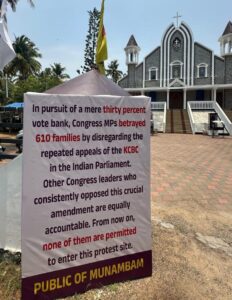 In pursuit of a mere thirty percent
vote bank, Congress MPs betrayed
610 families by disregarding the
repeated appeals of the KCBC
in the Indian Parliament.
Other Congress leaders who
consistently opposed this crucial
amendment are equally
accountable. From now on,
none of them are permitted
to enter this protest site.
PUBLIC OF MUNAMBAM